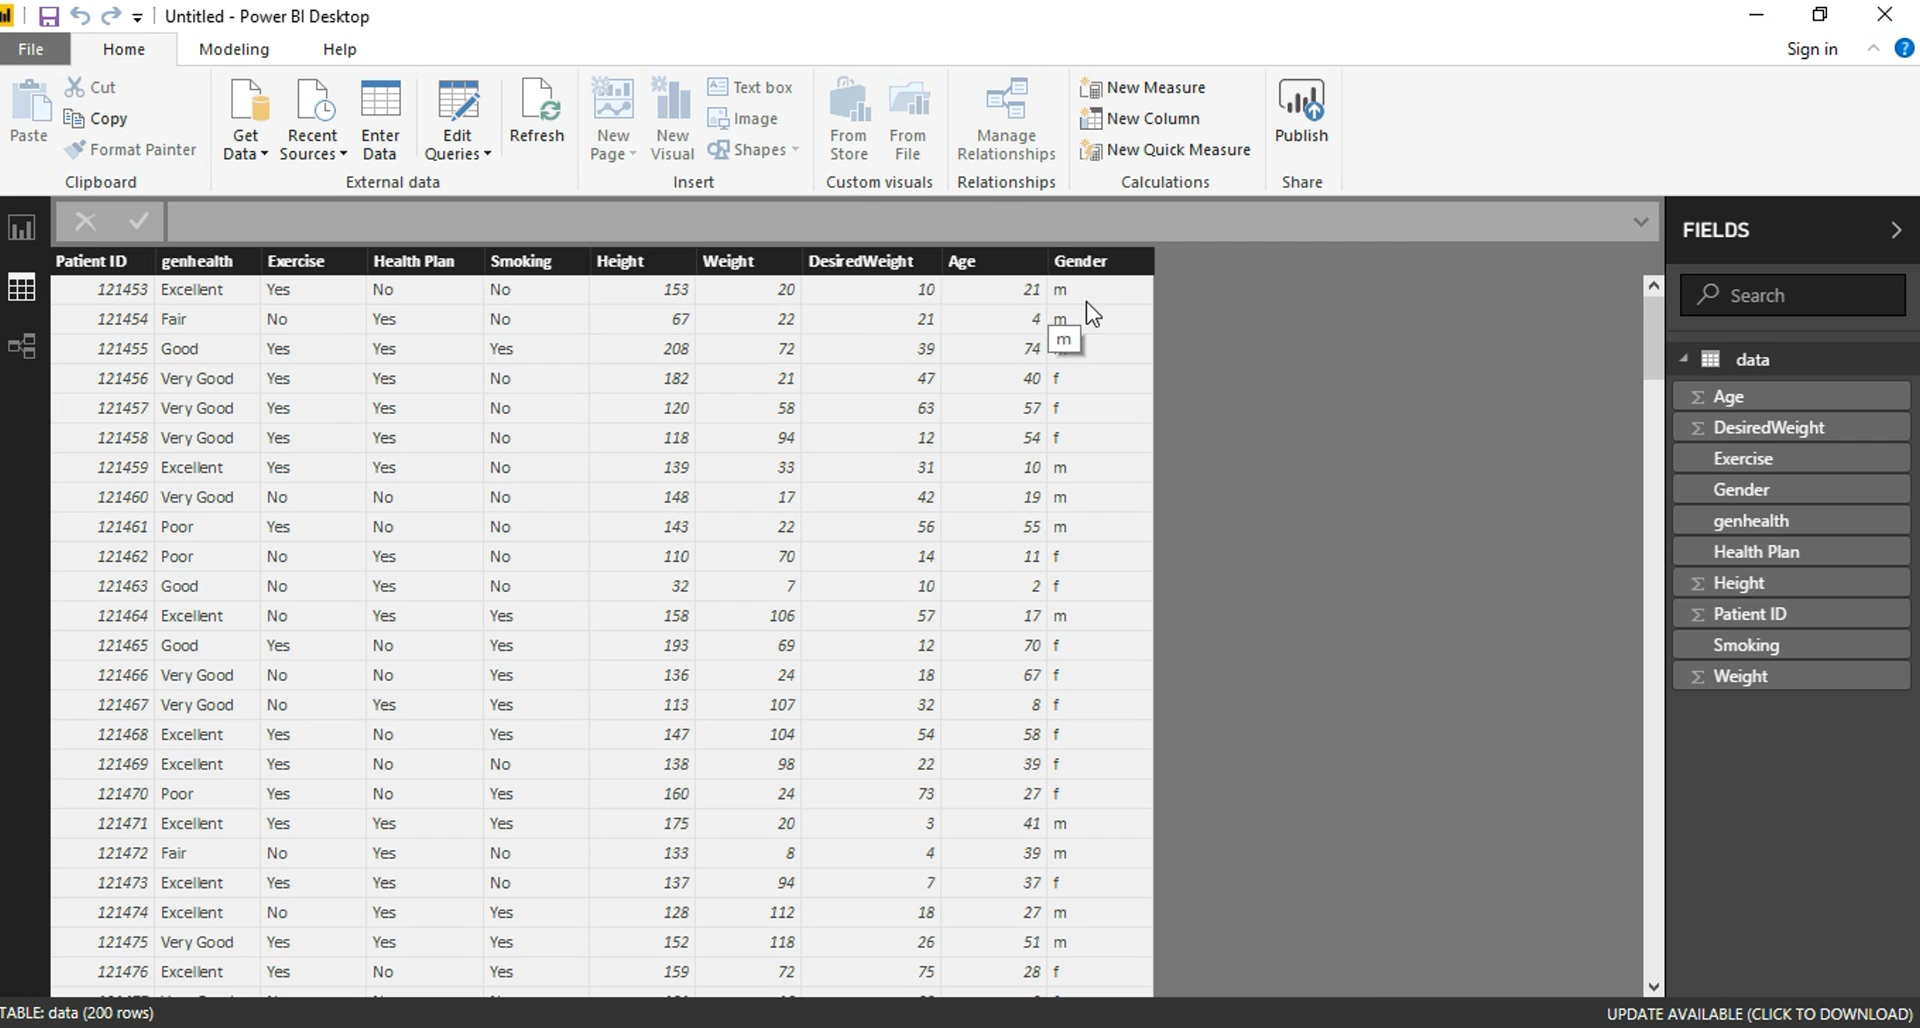 Untitled - Power BI Desktop
File Home Modeling Help Sign in
Paste
Cut
Copy
Format Painter
Clipboard
Get Data
Recent Sources
Enter Data
Edit Queries
Refresh
External data
New Page
New Visual
Text box
Image
Shapes
Insert
From Store
From File
Custom visuals
Manage Relationships
Relationships
New Measure
New Column
New Quick Measure
Calculations
Publish
Share
Patient ID genhealth Exercise Health Plan Smoking Height Weight DesiredWeight Age Gender
121453 Excellent Yes No No 153 20 10 21 m
121454 Fair No Yes No 67 22 21 4 m
m
121455 Good Yes Yes Yes 208 72 39 74
121456 Very Good Yes Yes No 182 21 47 40 f
121457 Very Good Yes Yes No 120 58 63 57 f
121458 Very Good Yes Yes No 118 94 12 54 f
121459 Excellent Yes Yes No 139 33 31 10 m
121460 Very Good No No No 148 17 42 19 m
121461 Poor Yes No No 143 22 56 55 m
121462 Poor No Yes No 110 70 14 11 f
121463 Good No Yes No 32 7 10 2 f
121464 Excellent No Yes Yes 158 106 57 17 m
121465 Good Yes No Yes 193 69 12 70 f
121466 Very Good No No Yes 136 24 18 67 f
121467 Very Good No Yes Yes 113 107 32 8 f
121468 Excellent Yes No Yes 147 104 54 58 f
121469 Excellent Yes No No 138 98 22 39 f
121470 Poor Yes No Yes 160 24 73 27 f
121471 Excellent Yes Yes Yes 175 20 3 41 m
121472 Fair No Yes No 133 8 4 39 m
121473 Excellent Yes Yes No 137 94 7 37 f
121474 Excellent No Yes Yes 128 112 18 27 m
121475 Very Good Yes Yes Yes 152 118 26 51 m
121476 Excellent Yes No Yes 159 72 75 28 f
FIELDS
Search
data
Age
DesiredWeight
Exercise
Gender
genhealth
Health Plan
Height
Patient ID
Smoking
Weight
TABLE: data (200 rows)
UPDATE AVAILABLE (CLICK TO DOWNLOAD)